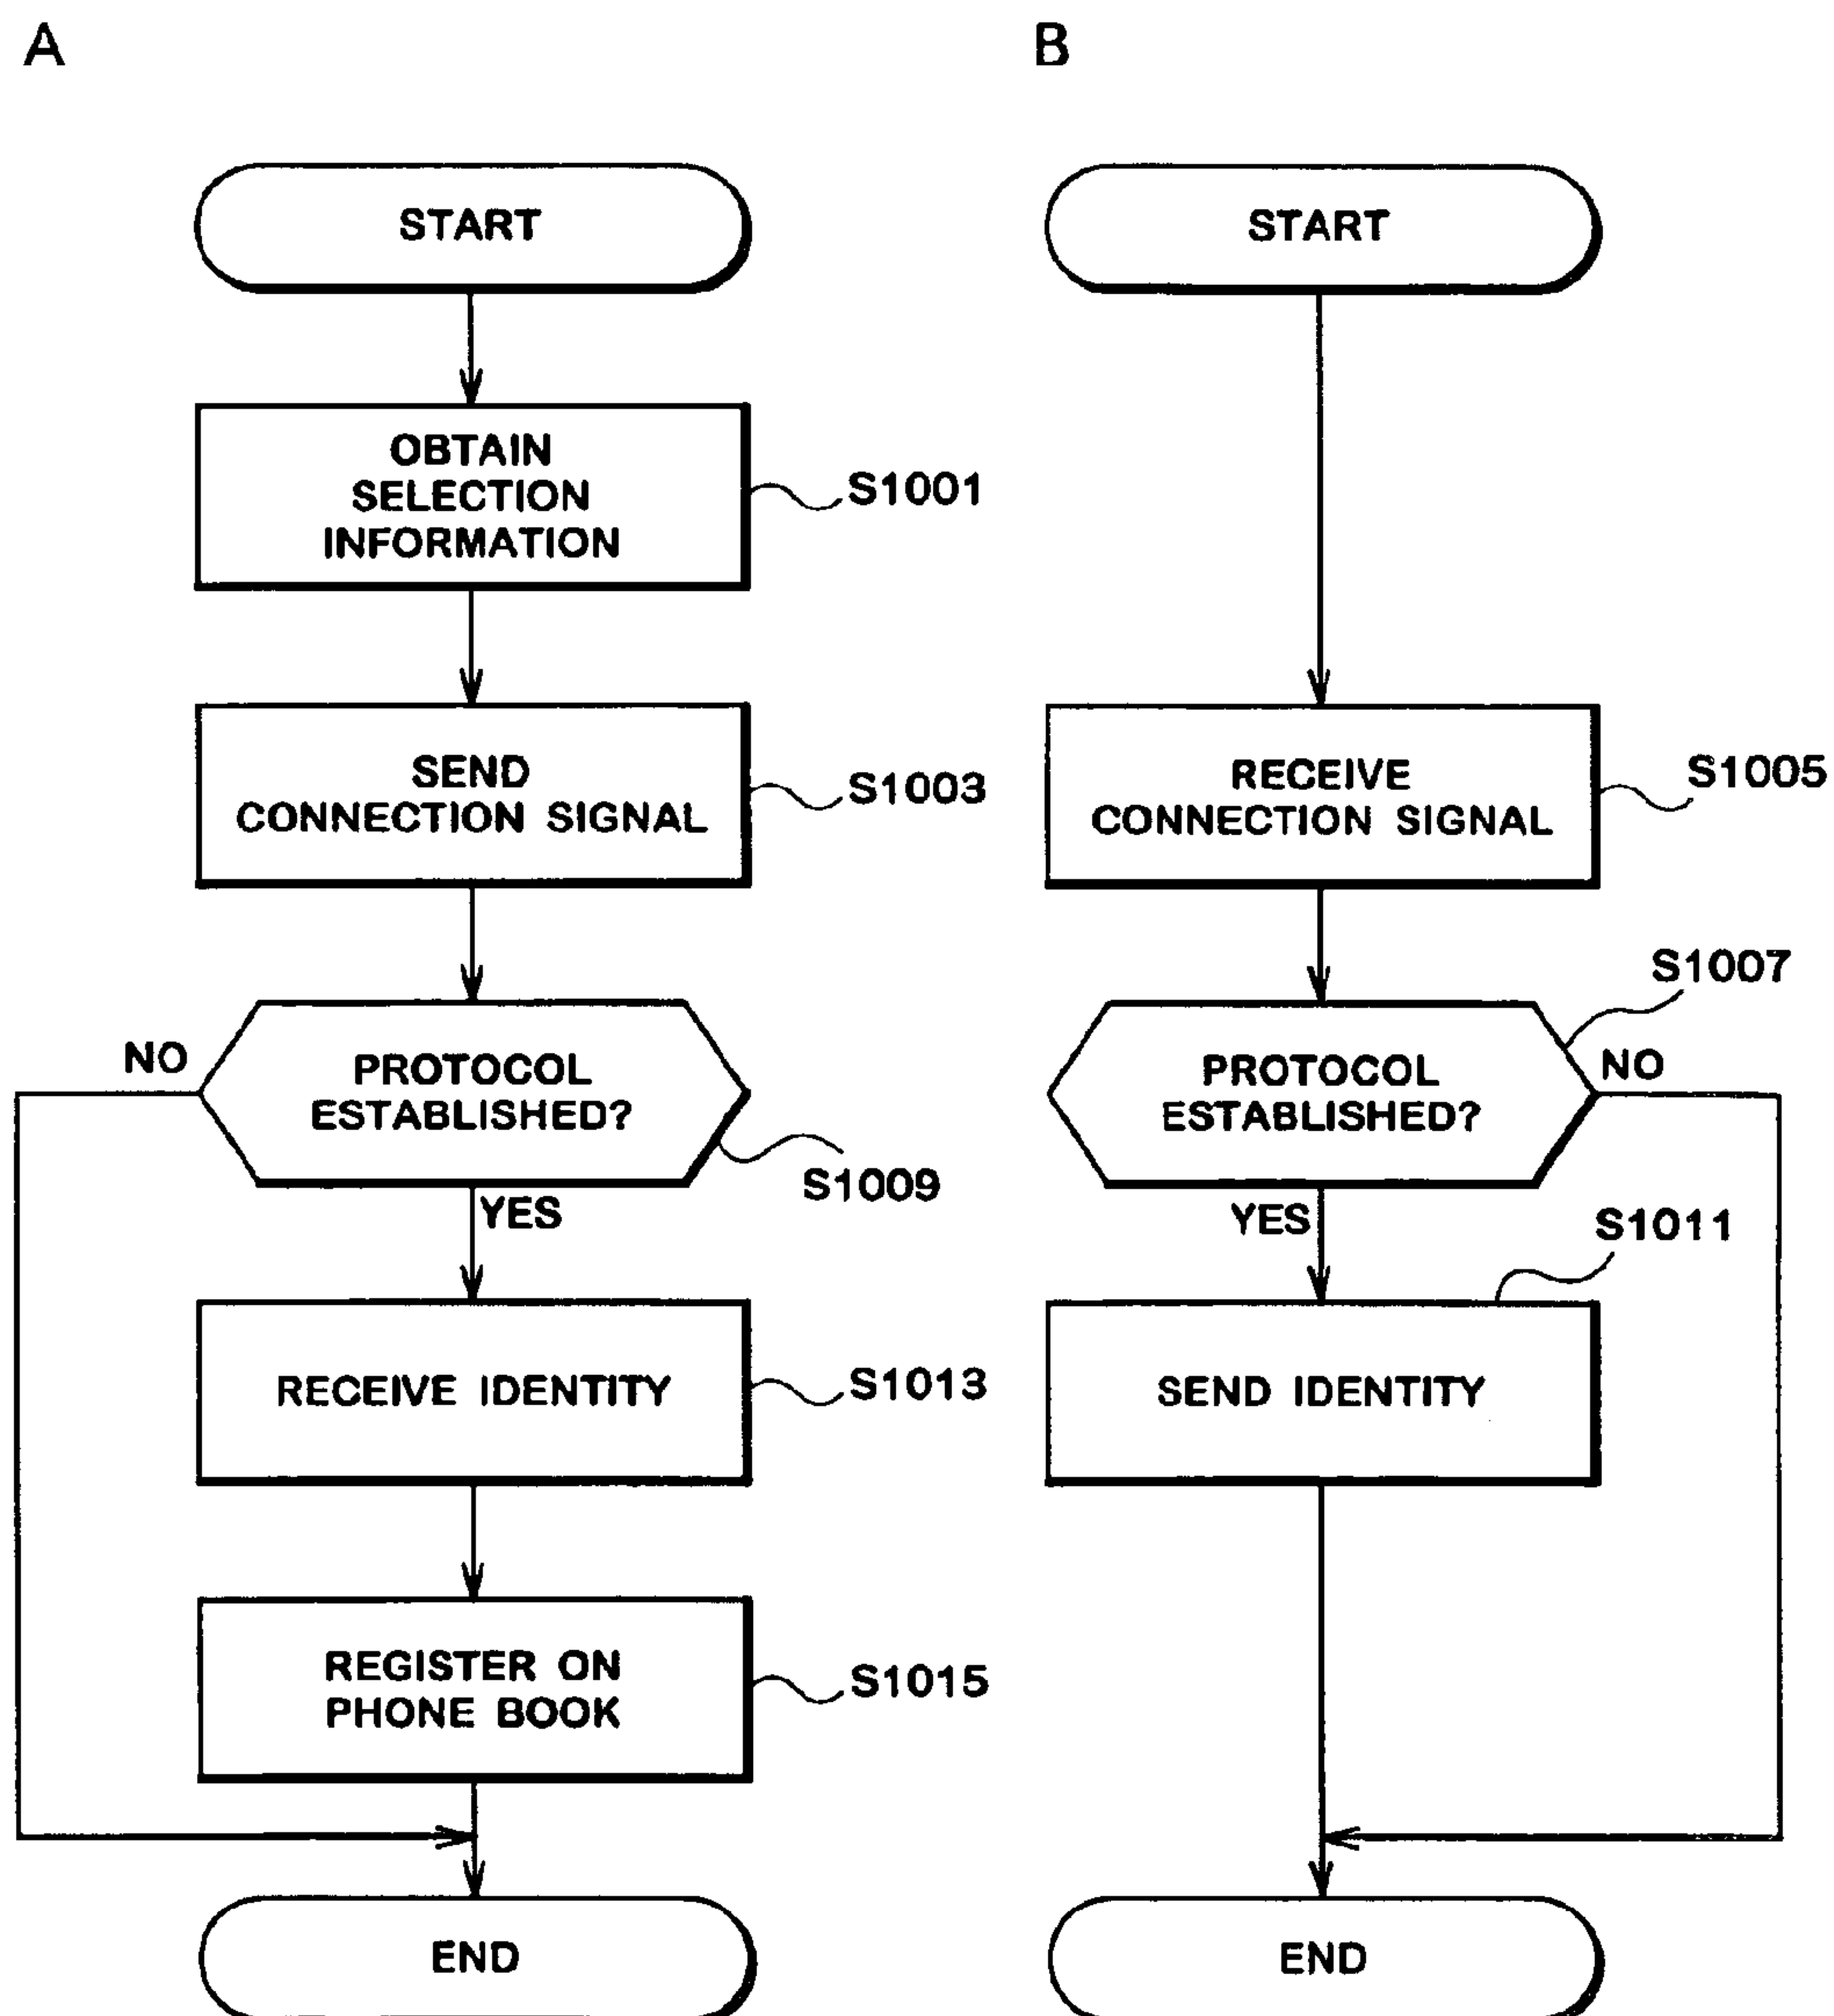 A
START
OBTAIN
SELECTION
INFORMATION
S1001
SEND
CONNECTION SIGNAL
S1003
NO
PROTOCOL
ESTABLISHED?
S1009
YES
RECEIVE IDENTITY
S1013
REGISTER ON
PHONE BOOK
S1015
END
B
START
RECEIVE
CONNECTION SIGNAL
S1005
S1007
PROTOCOL
ESTABLISHED?
NO
YES
S1011
SEND IDENTITY
END